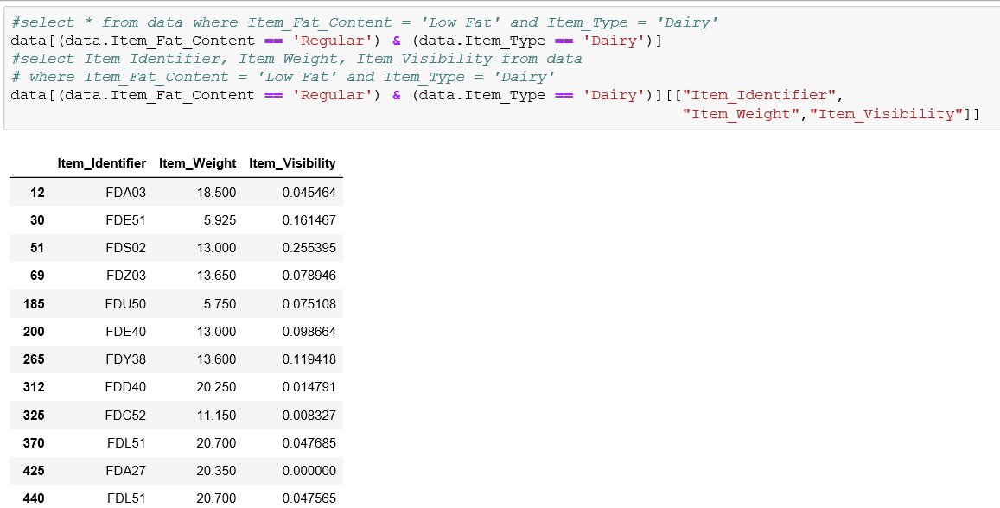 #select * from data where Item_Fat_Content = 'Low Fat' and Item_Type = 'Dairy'
data[(data.Item_Fat_Content == 'Regular') & (data.Item_Type == 'Dairy')]
#select Item_Identifier, Item_Weight, Item_Visibility from data
# where Item_Fat_Content = 'Low Fat' and Item_Type = 'Dairy'
data[(data.Item_Fat_Content == 'Regular') & (data.Item_Type == 'Dairy')][["Item_Identifier",
"Item_Weight","Item_Visibility"]]
Item_Identifier Item_Weight Item_Visibility
12 FDA03 18.500 0.045464
30 FDE51 5.925 0.161467
51 FDS02 13.000 0.255395
69 FDZ03 13.650 0.078946
185 FDU50 5.750 0.075108
200 FDE40 13.000 0.098664
265 FDY38 13.600 0.119418
312 FDD40 20.250 0.014791
325 FDC52 11.150 0.008327
370 FDL51 20.700 0.047685
425 FDA27 20.350 0.000000
440 FDL51 20.700 0.047565